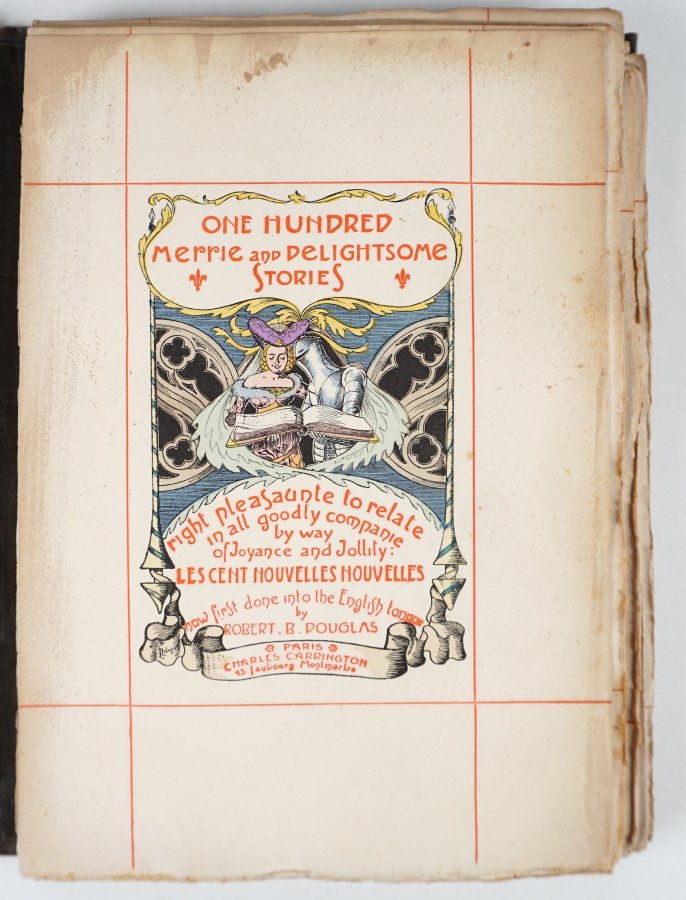 ONE HUNDRED
Merrie and DELIGHTSOME
STORIES
right pleasaunte to relate
in all goodly companie
by way
of Joyance and Jollity:
LES CENT NOUVELLES NOUVELLES
now first done into the English tongue
by
ROBERT. B. DOUGLAS
PARIS
CHARLES CARRINGTON
13 faubourg Montmartre